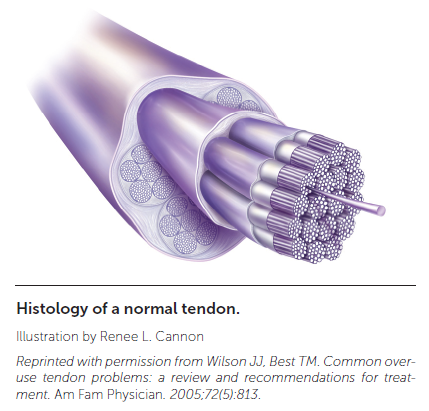 Histology of a normal tendon.
Illustration by Renee L. Cannon
Reprinted with permission from Wilson JJ, Best TM. Common over-
use tendon problems: a review and recommendations for treat-
ment. Am Fam Physician. 2005;72(5):813.